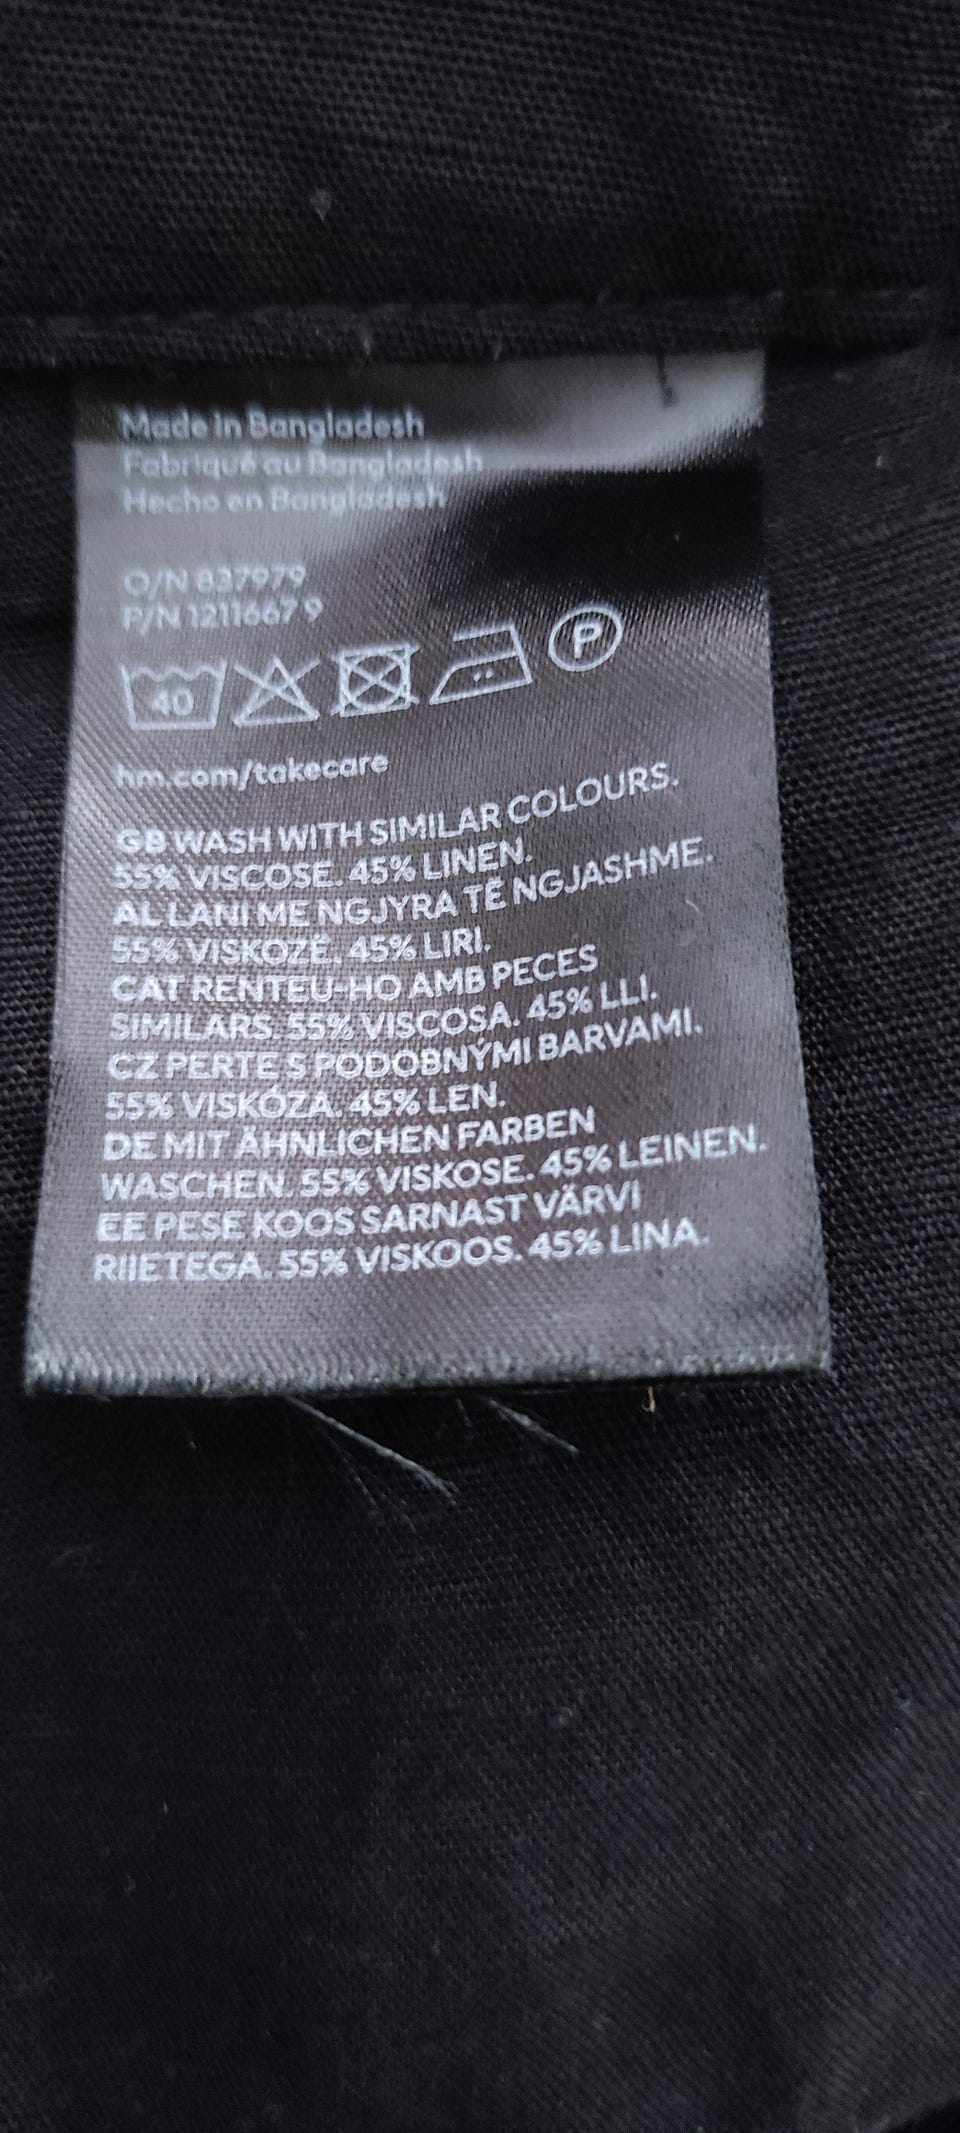 Made in Bangladesh
Fabriqué au Bangladesh
Hecho en Bangladesh
O/N 837979
P/N 1211667 9
40 P
hm.com/takecare
GB WASH WITH SIMILAR COLOURS.
55% VISCOSE. 45% LINEN.
AL LANI ME NGJYRA TË NGJASHME.
55% VISKOZË. 45% LIRI.
CAT RENTEU-HO AMB PECES
SIMILARS. 55% VISCOSA. 45% LLI.
CZ PERTE S PODOBNÝMI BARVAMI.
55% VISKÓZA. 45% LEN.
DE MIT ÄHNLICHEN FARBEN
WASCHEN. 55% VISKOSE. 45% LEINEN.
EE PESE KOOS SARNAST VÄRVI
RIIETEGA. 55% VISKOOS. 45% LINA.